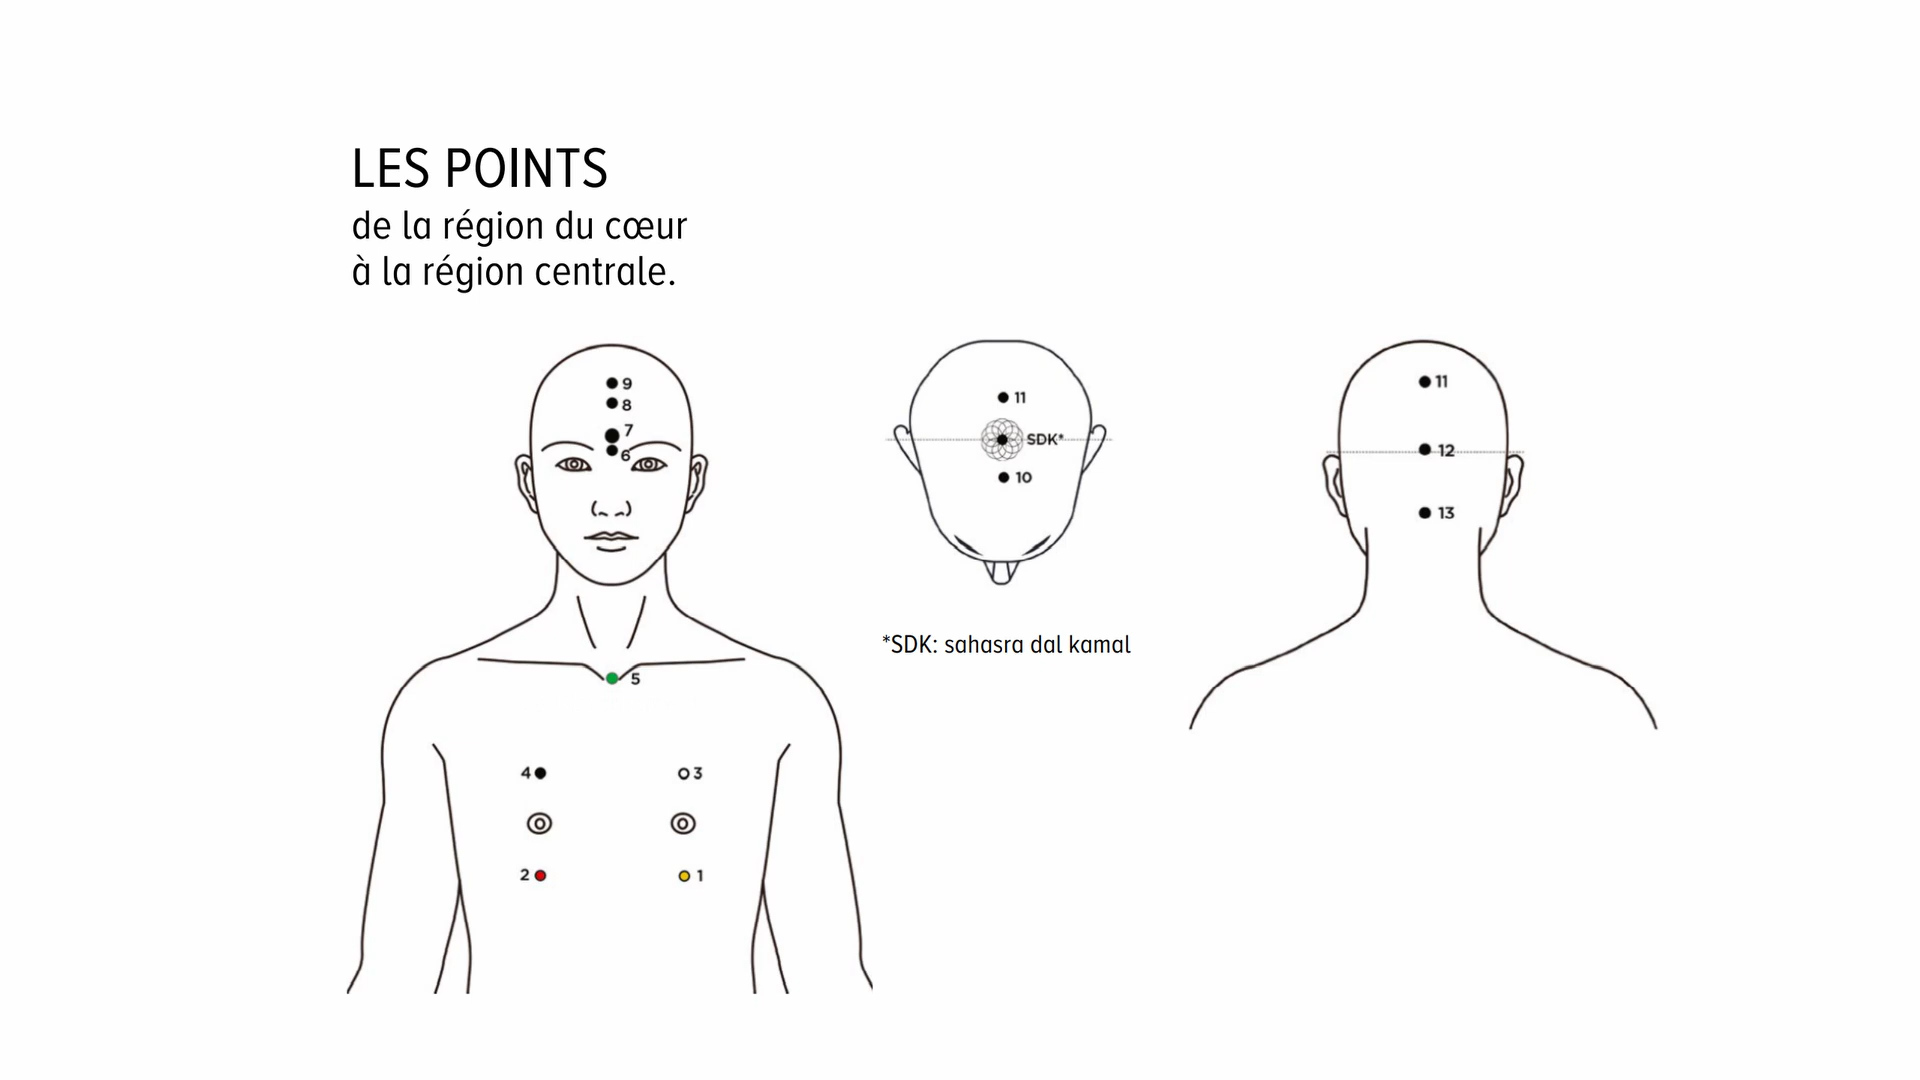 LES POINTS
de la région du cœur
à la région centrale.
9
8
7
6
5
4
3
2
1
11
SDK*
10
*SDK: sahasra dal kamal
11
12
13